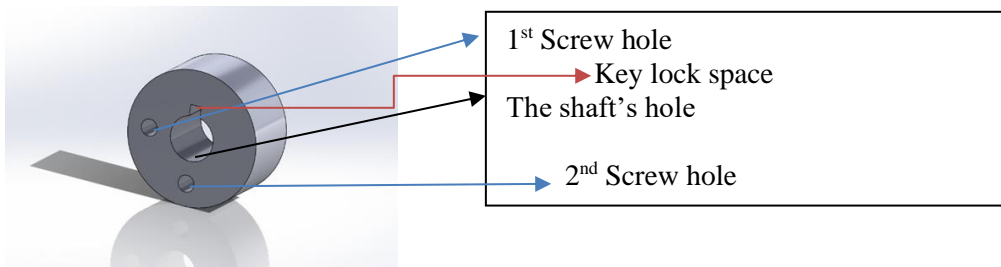 1st Screw hole
Key lock space
The shaft’s hole
2nd Screw hole